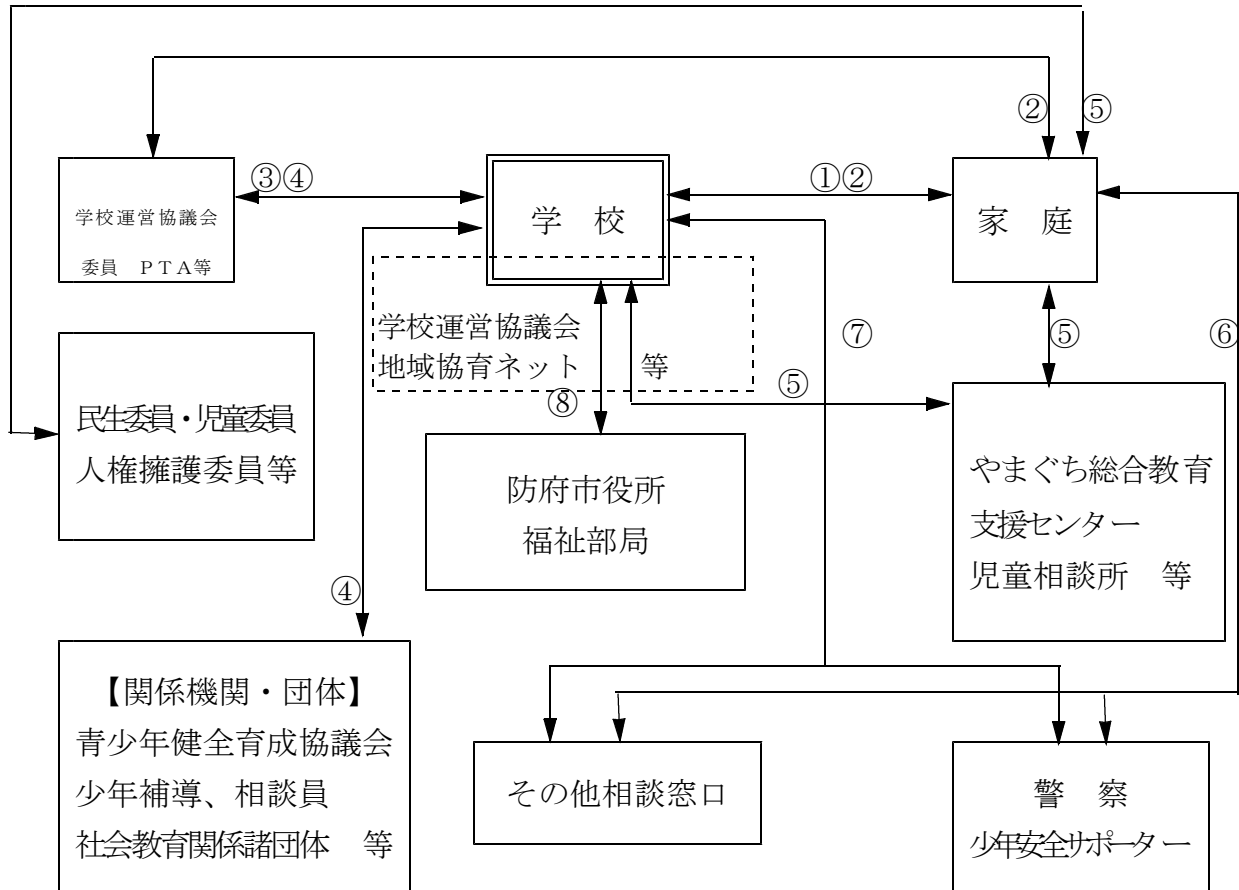 ② ⑤
③④
①②
学校運営協議会
委員 ＰＴＡ等
学 校
家 庭
学校運営協議会
地域協育ネット 等
⑦
⑤
⑥
⑧
⑤
民生委員・児童委員
人権擁護委員等
防府市役所
福祉部局
やまぐち総合教育
支援センター
児童相談所 等
④
【関係機関・団体】
青少年健全育成協議会
少年補導、相談員
社会教育関係諸団体 等
その他相談窓口
警 察
少年安全サポーター